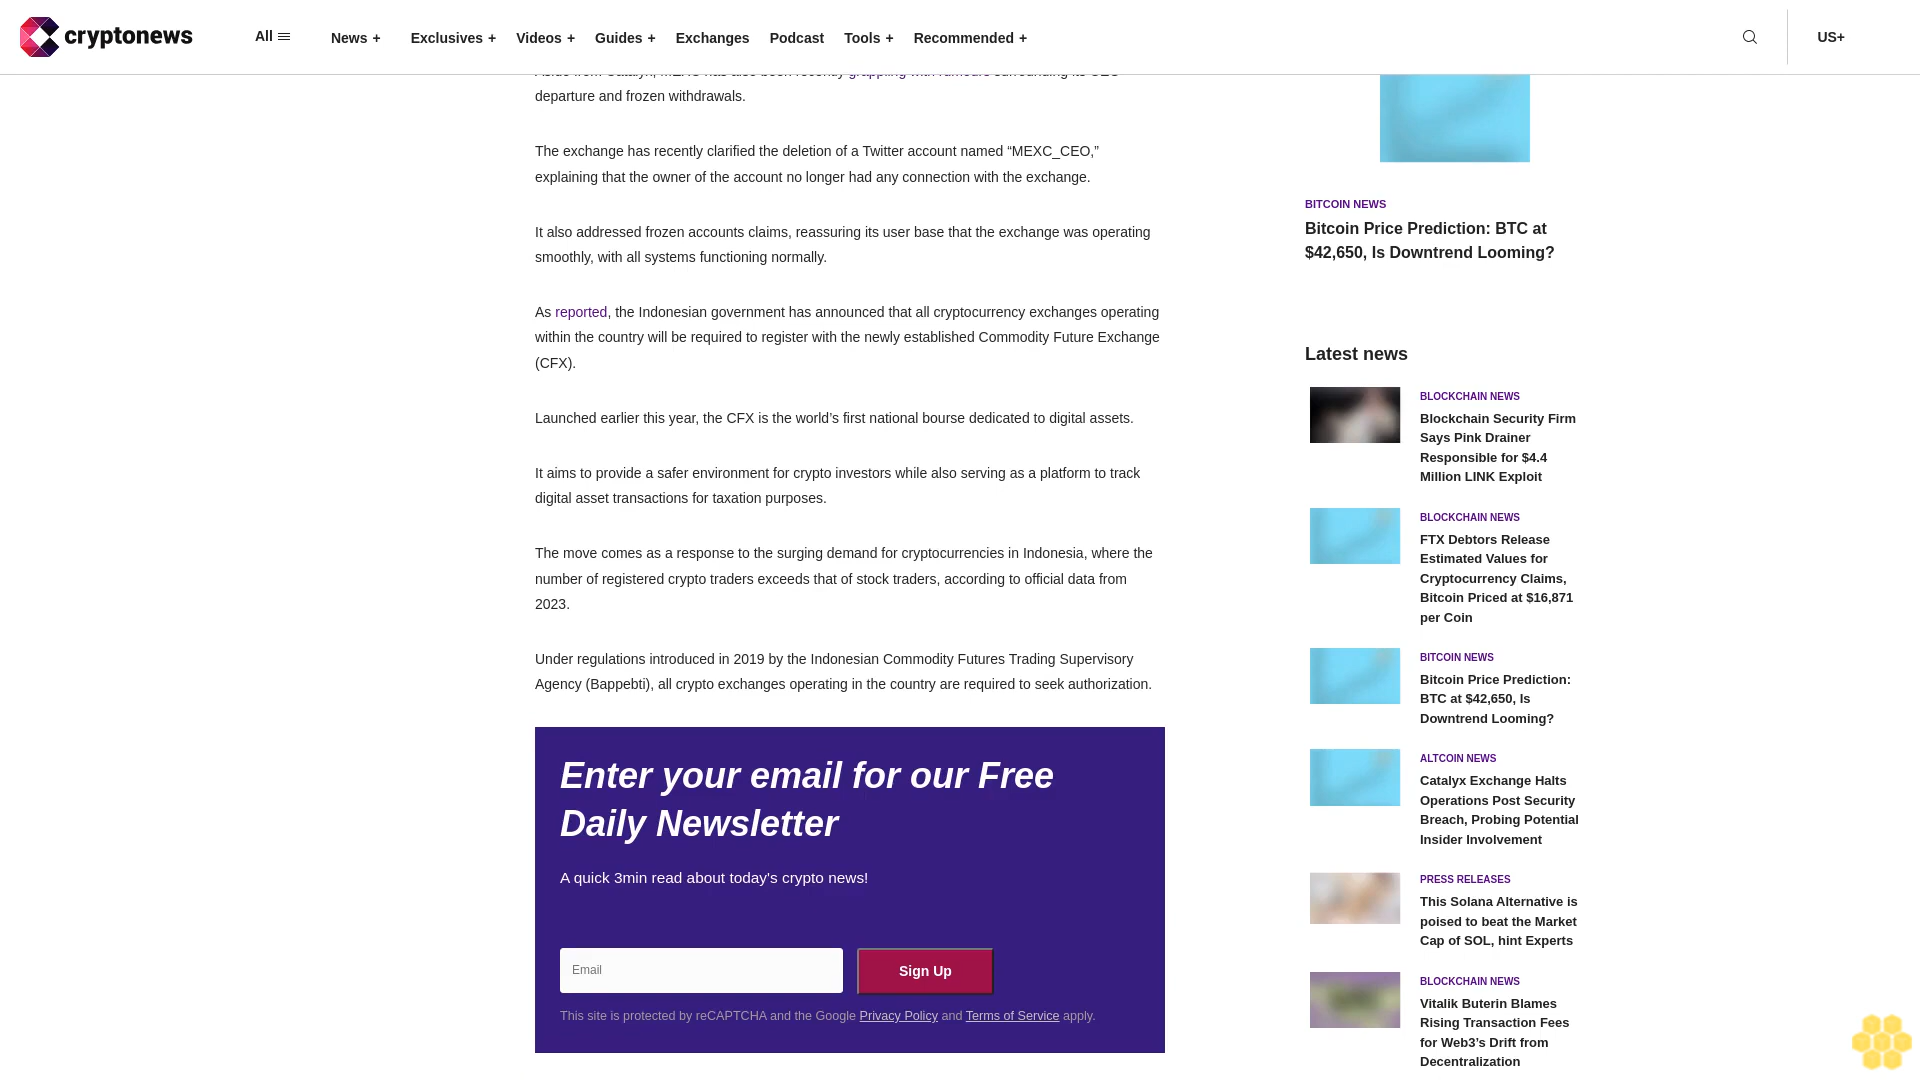 cryptonews
All
News +
Exclusives +
Videos +
Guides +
Exchanges
Podcast
Tools +
Recommended +
US+
departure and frozen withdrawals.
The exchange has recently clarified the deletion of a Twitter account named “MEXC_CEO,”
explaining that the owner of the account no longer had any connection with the exchange.
It also addressed frozen accounts claims, reassuring its user base that the exchange was operating
smoothly, with all systems functioning normally.
As reported, the Indonesian government has announced that all cryptocurrency exchanges operating
within the country will be required to register with the newly established Commodity Future Exchange
(CFX).
Launched earlier this year, the CFX is the world’s first national bourse dedicated to digital assets.
It aims to provide a safer environment for crypto investors while also serving as a platform to track
digital asset transactions for taxation purposes.
The move comes as a response to the surging demand for cryptocurrencies in Indonesia, where the
number of registered crypto traders exceeds that of stock traders, according to official data from
2023.
Under regulations introduced in 2019 by the Indonesian Commodity Futures Trading Supervisory
Agency (Bappebti), all crypto exchanges operating in the country are required to seek authorization.
Enter your email for our Free
Daily Newsletter
A quick 3min read about today's crypto news!
Email
Sign Up
This site is protected by reCAPTCHA and the Google Privacy Policy and Terms of Service apply.
BITCOIN NEWS
Bitcoin Price Prediction: BTC at
$42,650, Is Downtrend Looming?
Latest news
BLOCKCHAIN NEWS
Blockchain Security Firm
Says Pink Drainer
Responsible for $4.4
Million LINK Exploit
BLOCKCHAIN NEWS
FTX Debtors Release
Estimated Values for
Cryptocurrency Claims,
Bitcoin Priced at $16,871
per Coin
BITCOIN NEWS
Bitcoin Price Prediction:
BTC at $42,650, Is
Downtrend Looming?
ALTCOIN NEWS
Catalyx Exchange Halts
Operations Post Security
Breach, Probing Potential
Insider Involvement
PRESS RELEASES
This Solana Alternative is
poised to beat the Market
Cap of SOL, hint Experts
BLOCKCHAIN NEWS
Vitalik Buterin Blames
Rising Transaction Fees
for Web3’s Drift from
Decentralization